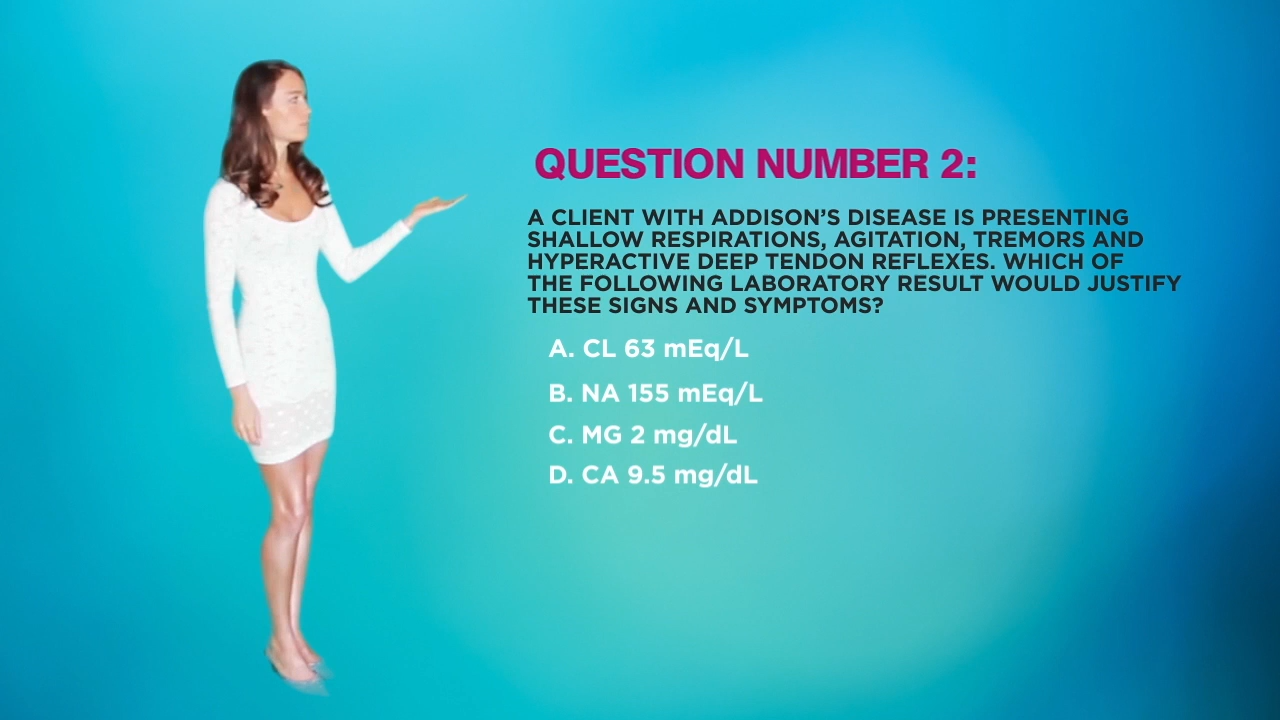 QUESTION NUMBER 2:
A CLIENT WITH ADDISON'S DISEASE IS PRESENTING
SHALLOW RESPIRATIONS, AGITATION, TREMORS AND
HYPERACTIVE DEEP TENDON REFLEXES. WHICH OF
THE FOLLOWING LABORATORY RESULT WOULD JUSTIFY
THESE SIGNS AND SYMPTOMS?
A. CL 63 mEq/L
B. NA 155 mEq/L
C. MG 2 mg/dL
D. CA 9.5 mg/dL